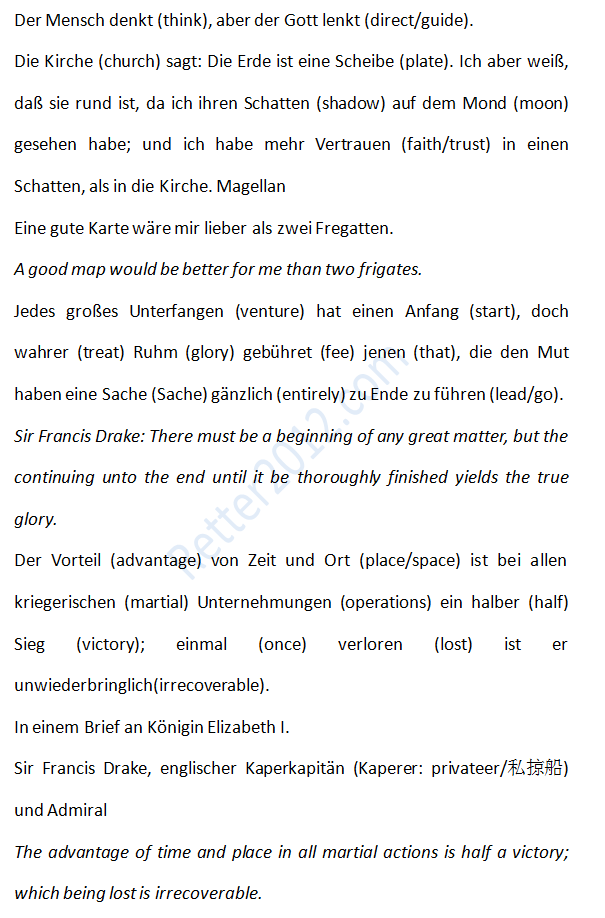 Der Mensch denkt (think), aber der Gott lenkt (direct/guide).
Die Kirche (church) sagt: Die Erde ist eine Scheibe (plate). Ich aber weiß,
daß sie rund ist, da ich ihren Schatten (shadow) auf dem Mond (moon)
gesehen habe; und ich habe mehr Vertrauen (faith/trust) in einen
Schatten, als in die Kirche. Magellan
Eine gute Karte wäre mir lieber als zwei Fregatten.
A good map would be better for me than two frigates.
Jedes großes Unterfangen (venture) hat einen Anfang (start), doch
wahrer (treat) Ruhm (glory) gebühret (fee) jenen (that), die den Mut
haben eine Sache (Sache) gänzlich (entirely) zu Ende zu führen (lead/go).
Sir Francis Drake: There must be a beginning of any great matter, but the
continuing unto the end until it be thoroughly finished yields the true
glory.
Der Vorteil (advantage) von Zeit und Ort (place/space) ist bei allen
kriegerischen (martial) Unternehmungen (operations) ein halber (half)
Sieg (victory); einmal (once) verloren (lost) ist er
unwiederbringlich(irrecoverable).
In einem Brief an Königin Elizabeth I.
Sir Francis Drake, englischer Kaperkapitän (Kaperer: privateer/私掠船)
und Admiral
The advantage of time and place in all martial actions is half a victory;
which being lost is irrecoverable.
Retter2012.com